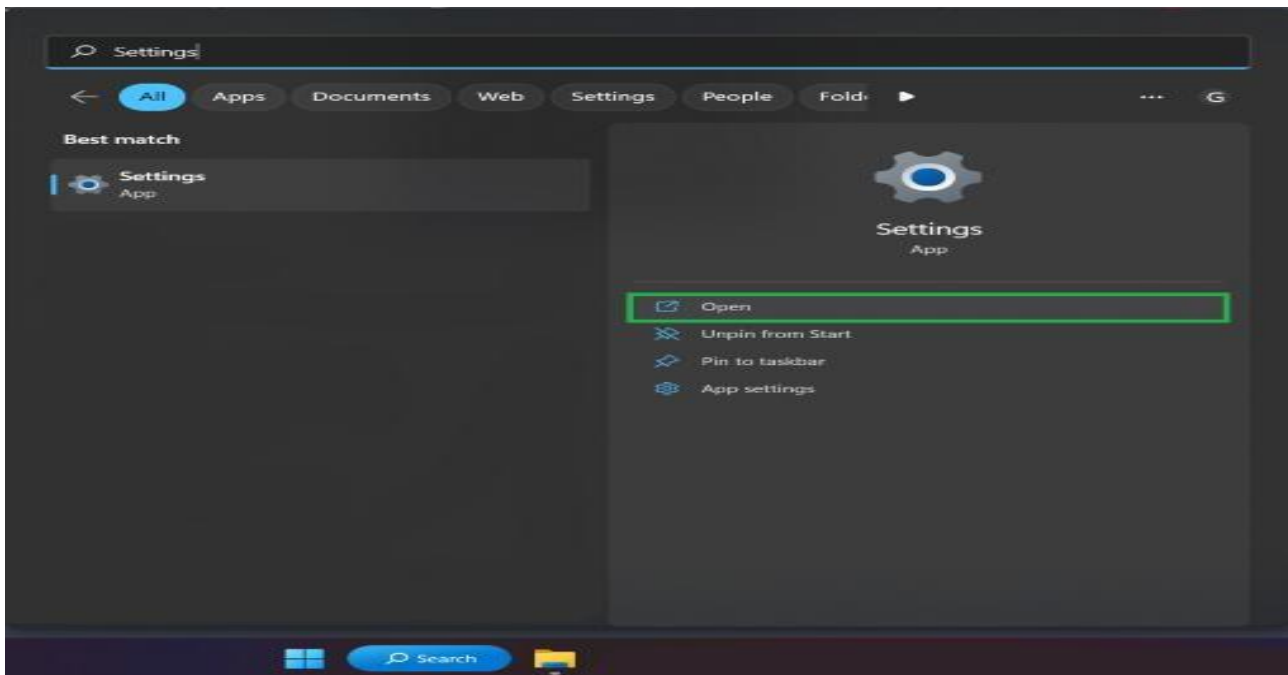 Settings
All Apps Documents Web Settings People Fold ... G
Best match
Settings
App
Settings
App
Open
Unpin from Start
Pin to taskbar
App settings
Search